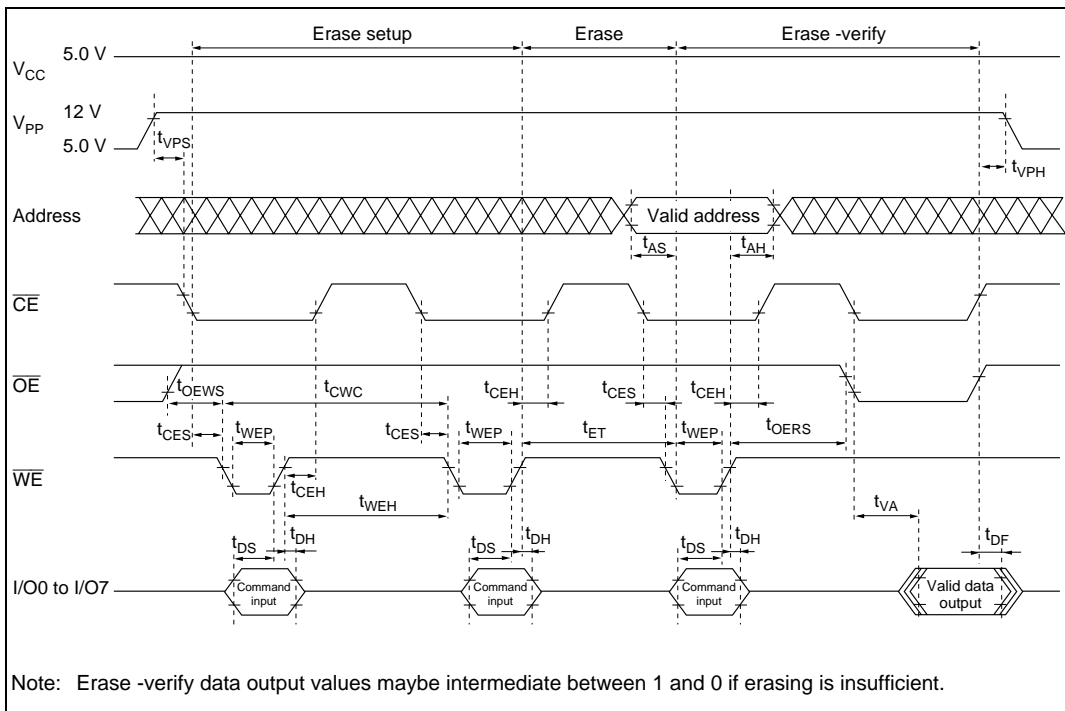 Erase setup Erase Erase -verify
VCC 5.0 V
VPP 12 V
5.0 V
tVPS tVPH
Address Valid address
tAS tAH
CE
OE
tOEWS tCWC tCEH tCES tCEH
tCES tWEP tCES tWEP tET tWEP tOERS
WE
tCEH
tWEH tVA
tDS tDH tDS tDH tDS tDH tDF
I/O0 to I/O7 Command input Command input Command input Valid data output
Note: Erase -verify data output values maybe intermediate between 1 and 0 if erasing is insufficient.